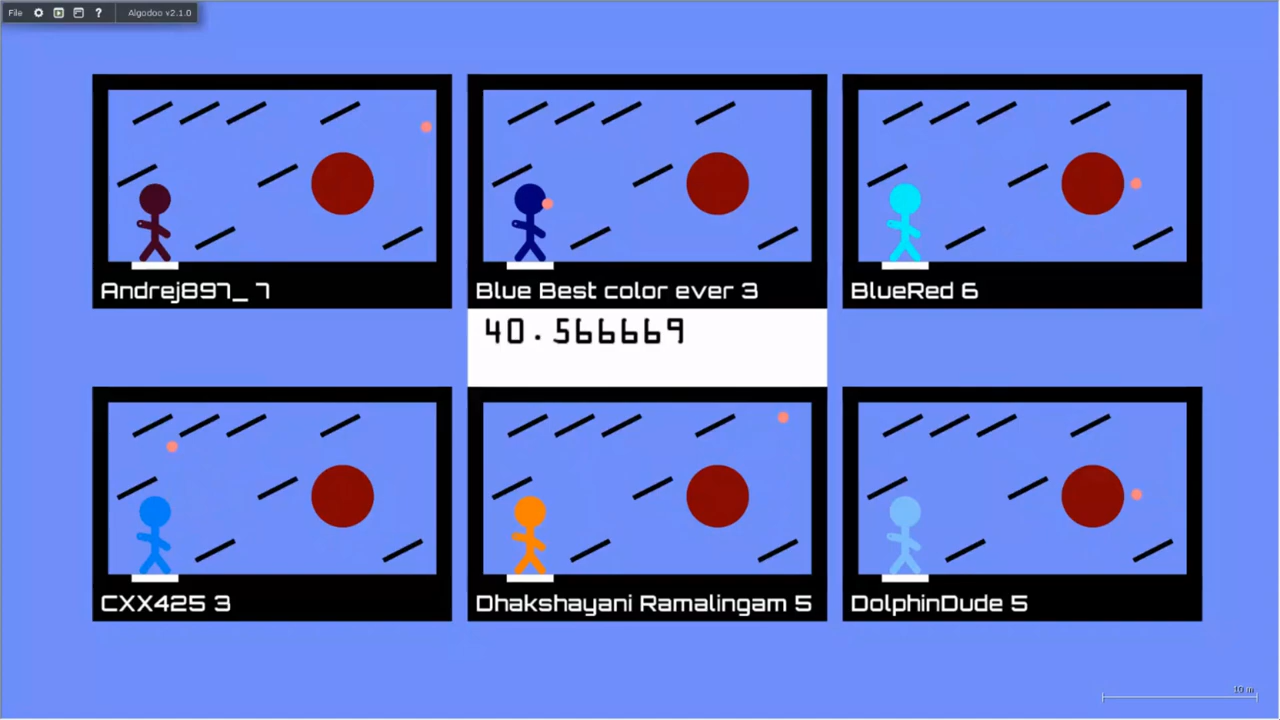 File ? Algodoo v2.1.0
Andrej897_ 7
Blue Best color ever 3
BlueRed 6
40.566669
CXX425 3
Dhakshayani Ramalingam 5
DolphinDude 5
10 m